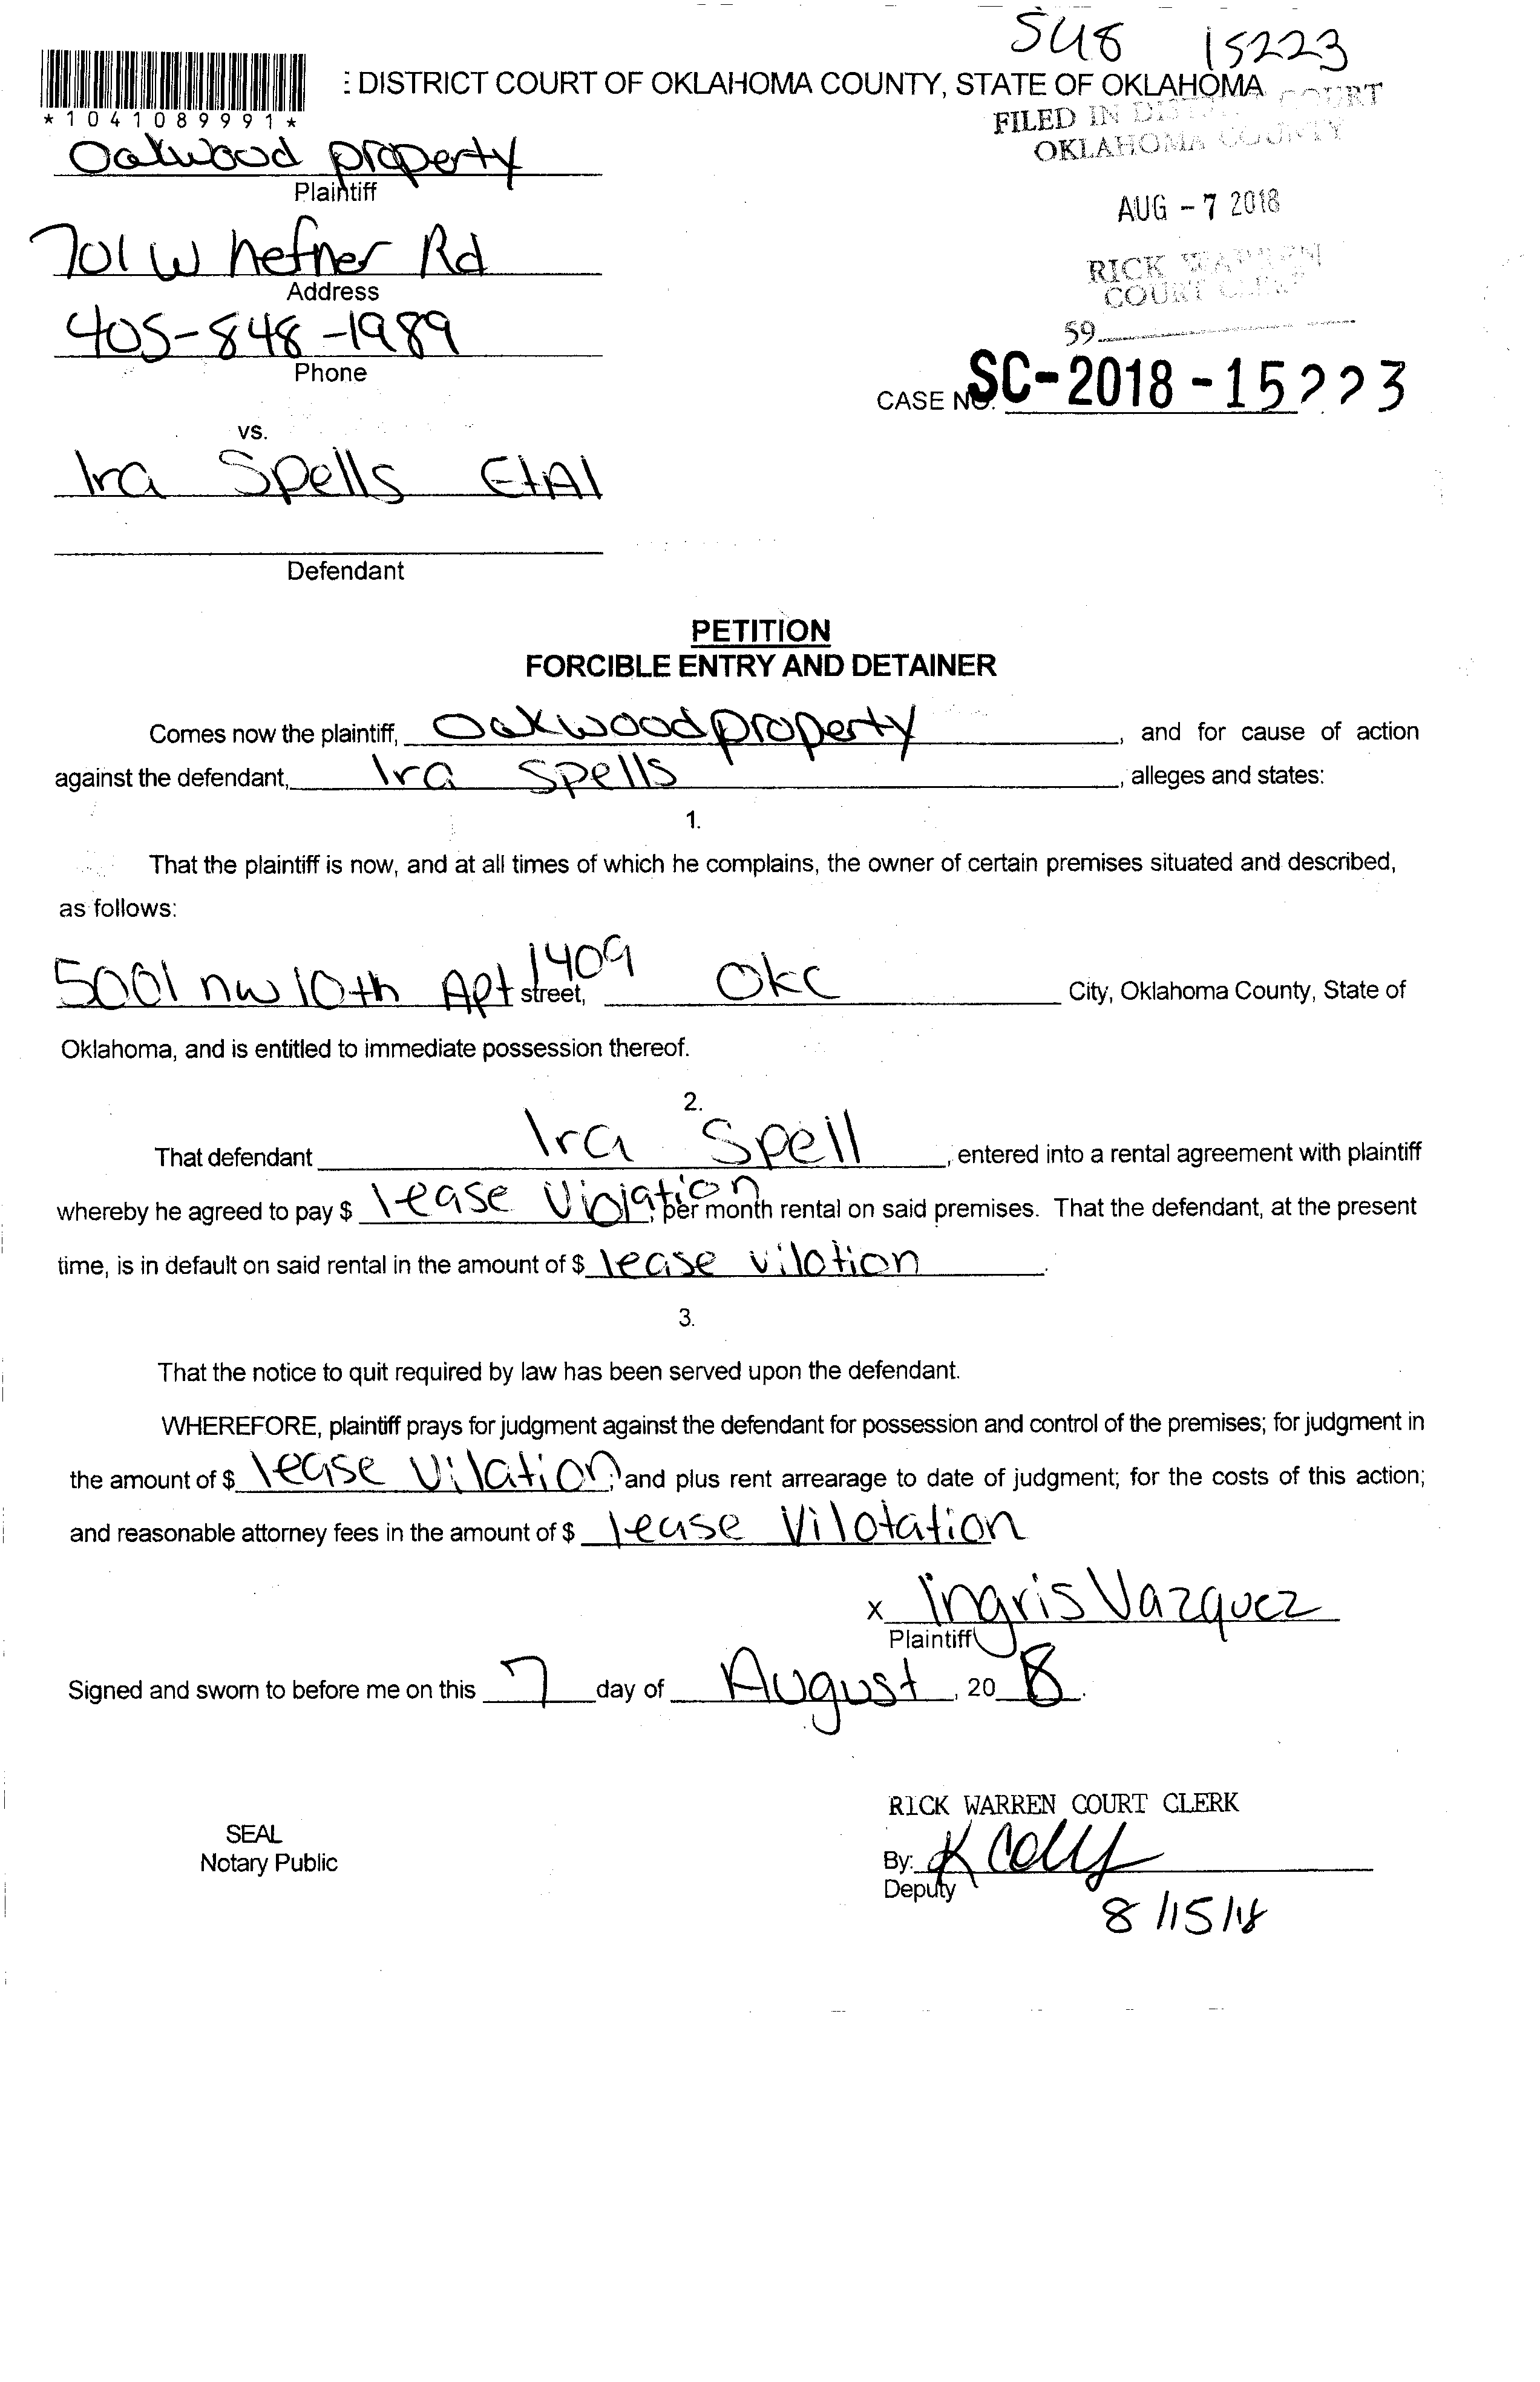 SC18 15223
: DISTRICT COURT OF OKLAHOMA COUNTY, STATE OF OKLAHOMA
*1041089991*
FILED IN DISTRICT COURT
OKLAHOMA COUNTY
Oakwood property
Plaintiff
AUG - 7 2018
701 W hefner Rd
Address
RICK WARREN
COURT CLERK
405-848-1989
Phone
59
CASE NO. SC-2018-15223
vs.
Ira Spells EtAl
Defendant
PETITION
FORCIBLE ENTRY AND DETAINER
Comes now the plaintiff, Oakwood property, and for cause of action
against the defendant, Ira Spells, alleges and states:
1.
That the plaintiff is now, and at all times of which he complains, the owner of certain premises situated and described,
as follows:
5001 nw 10th Apt 1409 street, OKC City, Oklahoma County, State of
Oklahoma, and is entitled to immediate possession thereof.
2.
That defendant Ira Spell, entered into a rental agreement with plaintiff
whereby he agreed to pay $ lease Violation, per month rental on said premises. That the defendant, at the present
time, is in default on said rental in the amount of $ lease vilation.
3.
That the notice to quit required by law has been served upon the defendant.
WHEREFORE, plaintiff prays for judgment against the defendant for possession and control of the premises; for judgment in
the amount of $ lease Vilation; and plus rent arrearage to date of judgment; for the costs of this action;
and reasonable attorney fees in the amount of $ lease Vilotation
x Ingris Vazquez
Plaintiff
Signed and sworn to before me on this 7 day of August, 20 18.
RICK WARREN COURT CLERK
SEAL
Notary Public
By: K
Deputy
8/15/18